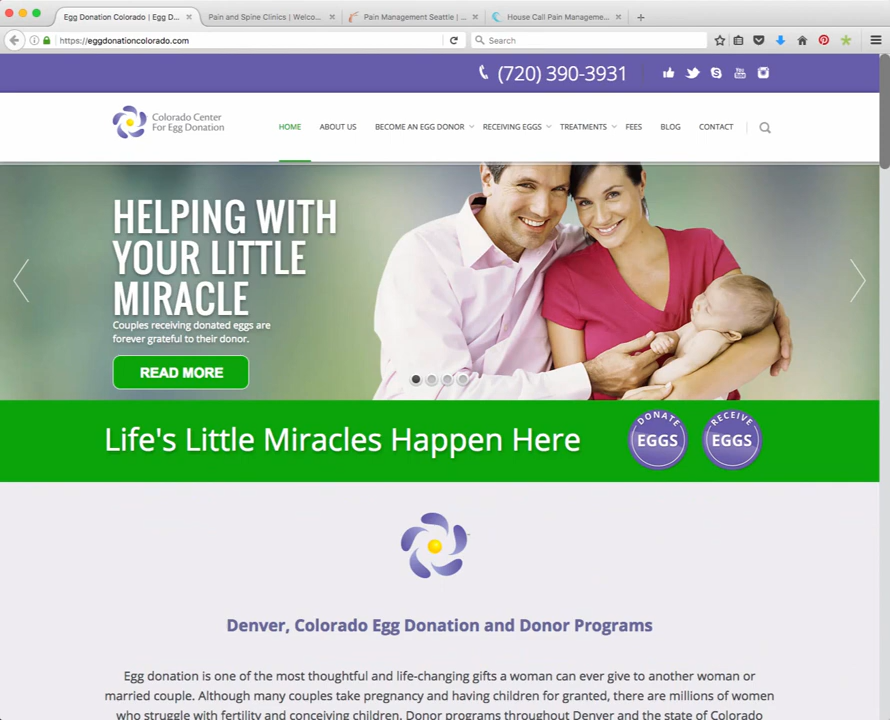 Egg Donation Colorado | Egg D...
Pain and Spine Clinics | Welco...
Pain Management Seattle | ...
House Call Pain Manageme...
https://eggdonationcolorado.com
Search
(720) 390-3931
You
Colorado Center
For Egg Donation
HOME
ABOUT US
BECOME AN EGG DONOR
RECEIVING EGGS
TREATMENTS
FEES
BLOG
CONTACT
HELPING WITH
YOUR LITTLE
MIRACLE
Couples receiving donated eggs are
forever grateful to their donor.
READ MORE
Life's Little Miracles Happen Here
DONATE
EGGS
RECEIVE
EGGS
Denver, Colorado Egg Donation and Donor Programs
Egg donation is one of the most thoughtful and life-changing gifts a woman can ever give to another woman or
married couple. Although many couples take pregnancy and having children for granted, there are millions of women
who struggle with fertility and conceiving children. Donor programs throughout Denver and the state of Colorado